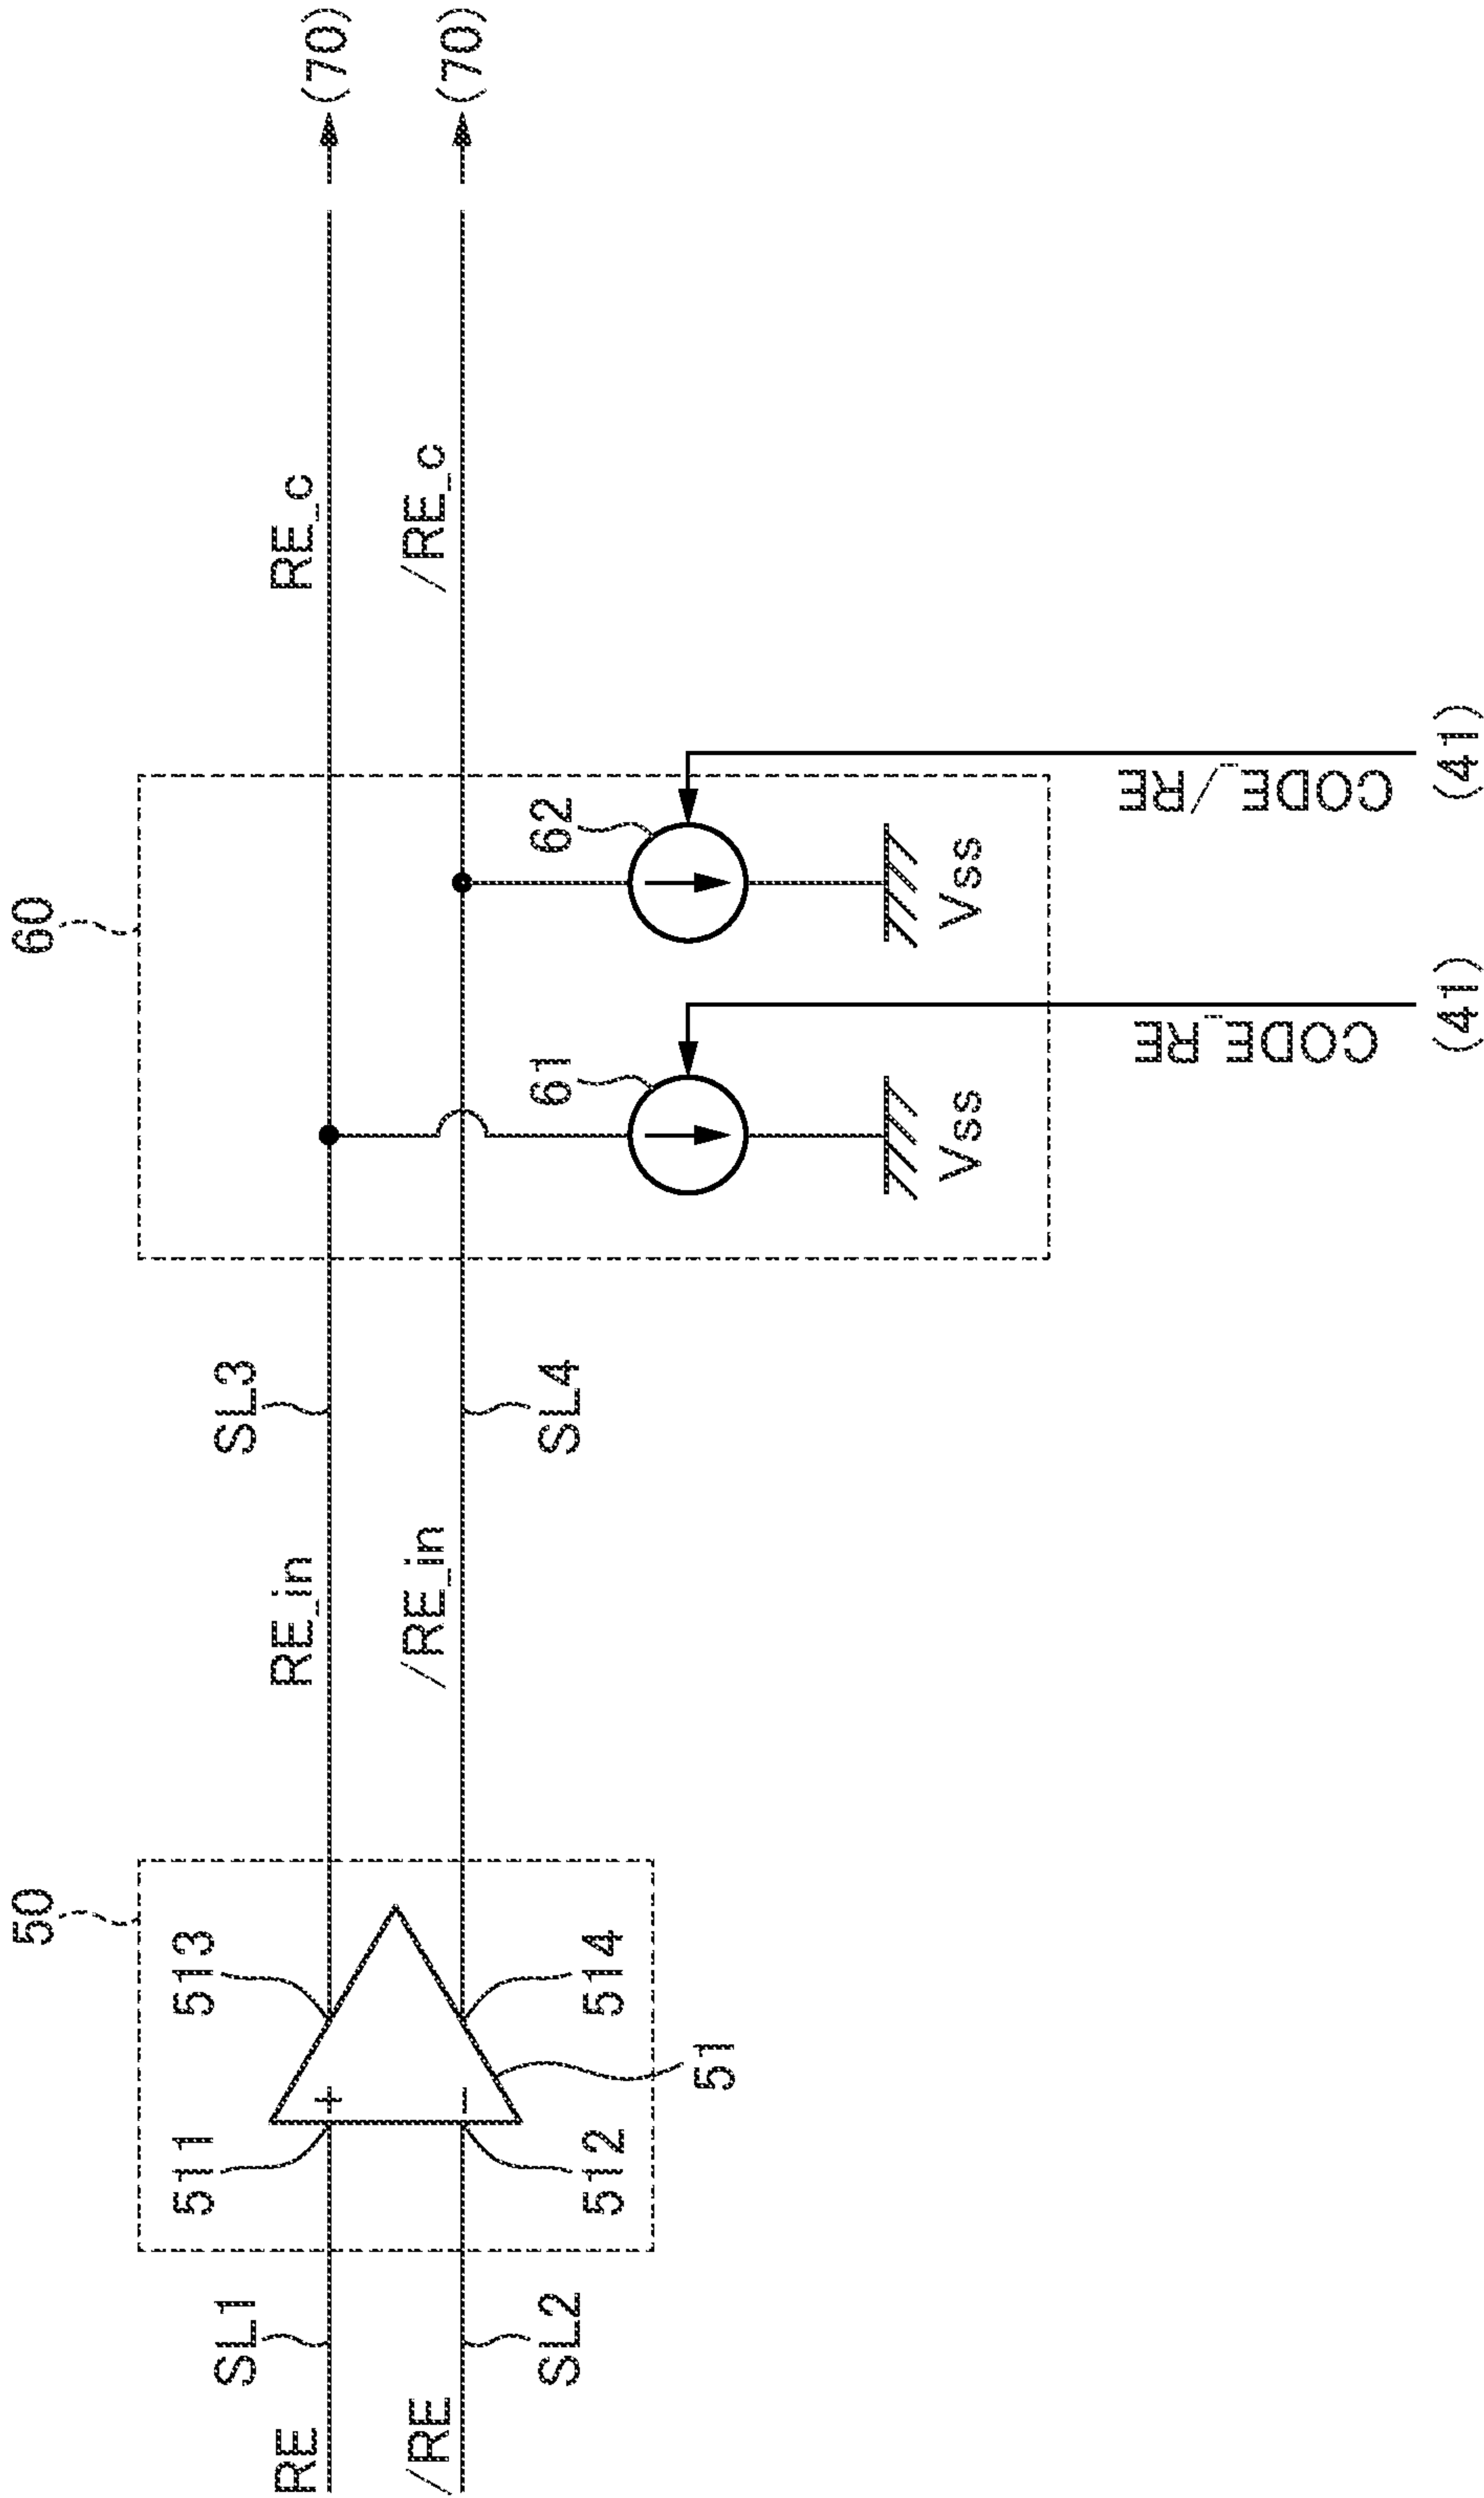 50
60
511
513
SL1
SL3
RE
RE_in
RE_c
(70)
/RE
/RE_in
/RE_c
(70)
SL2
512
514
SL4
61
62
51
Vss
Vss
CODE_RE
CODE_/RE
(41)
(41)